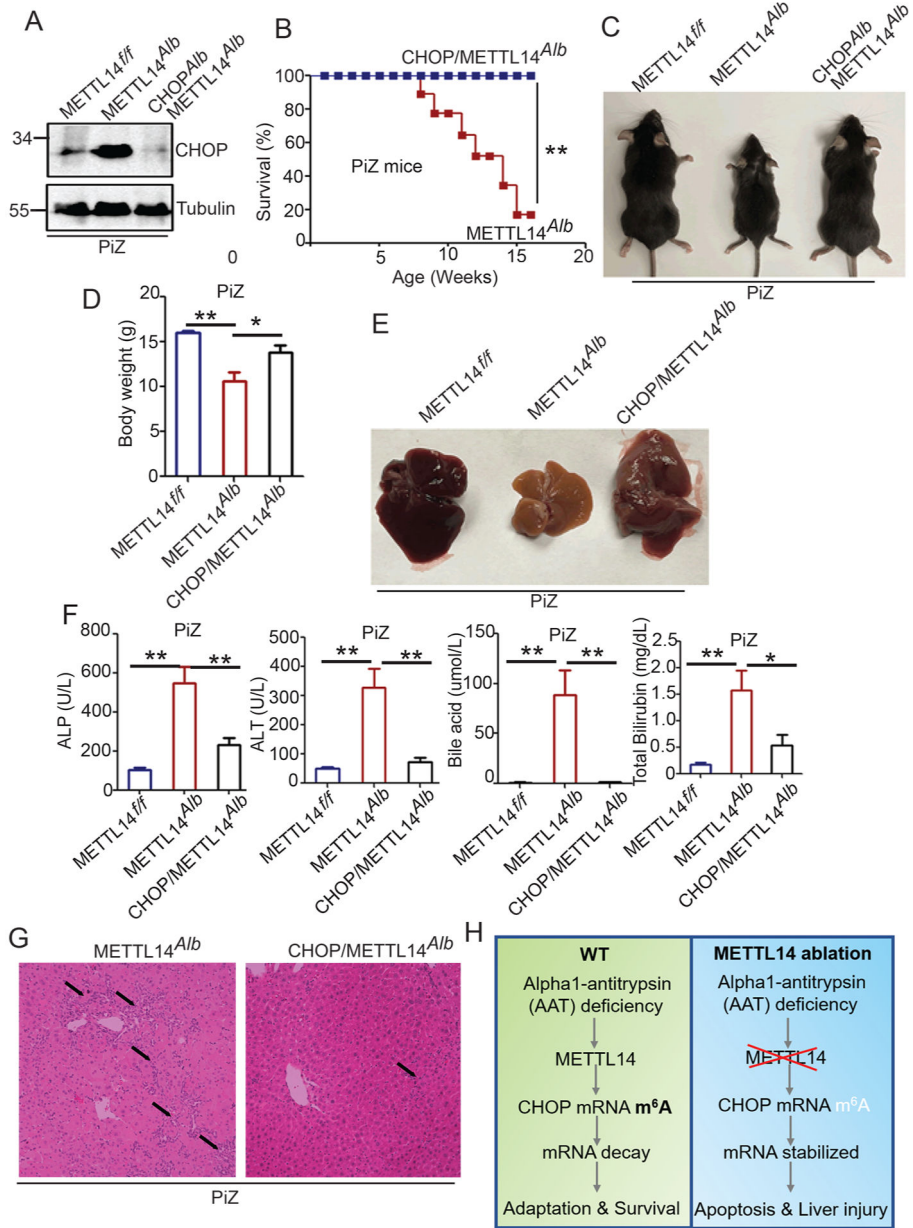 A
METTL14f/f
METTL14Alb
CHOPAlb
METTL14Alb
34
CHOP
55
Tubulin
PiZ
0
B
CHOP/METTL14Alb
100
80
60
40
20
Survival (%)
PiZ mice
**
METTL14Alb
5
10
15
20
Age (Weeks)
C
METTL14f/f
METTL14Alb
CHOPAlb
METTL14Alb
PiZ
D
PiZ
20
15
10
5
0
Body weight (g)
**
*
METTL14f/f
METTL14Alb
CHOP/METTL14Alb
E
METTL14f/f
METTL14Alb
CHOP/METTL14Alb
PiZ
F
PiZ
800
600
400
200
0
ALP (U/L)
**
**
METTL14f/f
METTL14Alb
CHOP/METTL14Alb
PiZ
500
400
300
200
100
0
ALT (U/L)
**
**
METTL14f/f
METTL14Alb
CHOP/METTL14Alb
PiZ
150
100
50
0
Bile acid (umol/L)
**
**
METTL14f/f
METTL14Alb
CHOP/METTL14Alb
PiZ
2.5
2.0
1.5
1.0
0.5
0
Total Bilirubin (mg/dL)
**
*
METTL14f/f
METTL14Alb
CHOP/METTL14Alb
G
METTL14Alb
CHOP/METTL14Alb
PiZ
H
WT
Alpha1-antitrypsin
(AAT) deficiency
METTL14
CHOP mRNA m⁶A
mRNA decay
Adaptation & Survival
METTL14 ablation
Alpha1-antitrypsin
(AAT) deficiency
METTL14
CHOP mRNA m⁶A
mRNA stabilized
Apoptosis & Liver injury